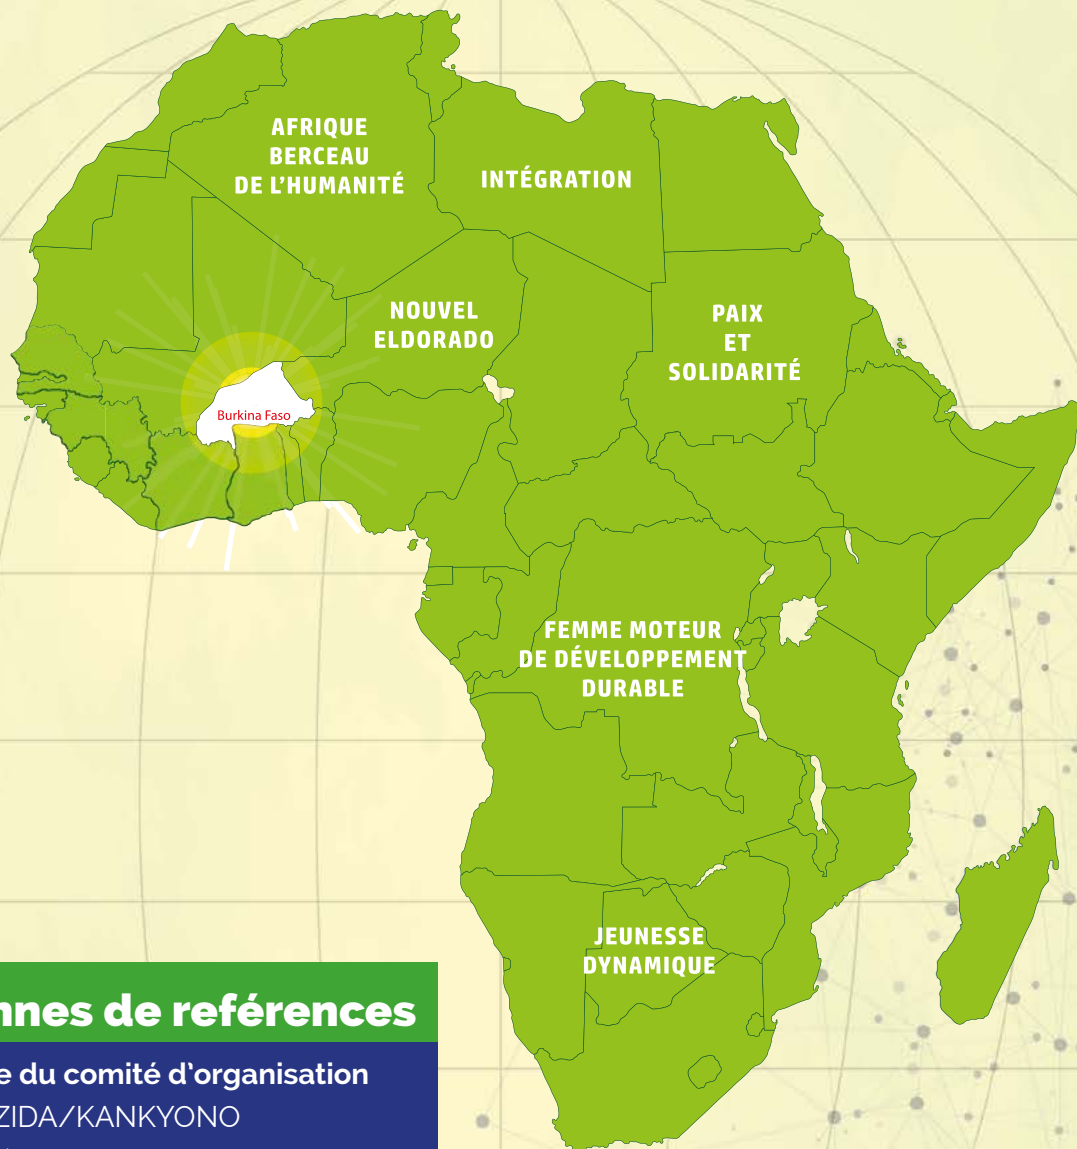 AFRIQUE
BERCEAU
DE L'HUMANITÉ
INTÉGRATION
NOUVEL
ELDORADO
PAIX
ET
SOLIDARITÉ
Burkina Faso
FEMME MOTEUR
DE DÉVELOPPEMENT
DURABLE
JEUNESSE
DYNAMIQUE
de reférences
du comité d'organisation
ZIDA/KANKYONO